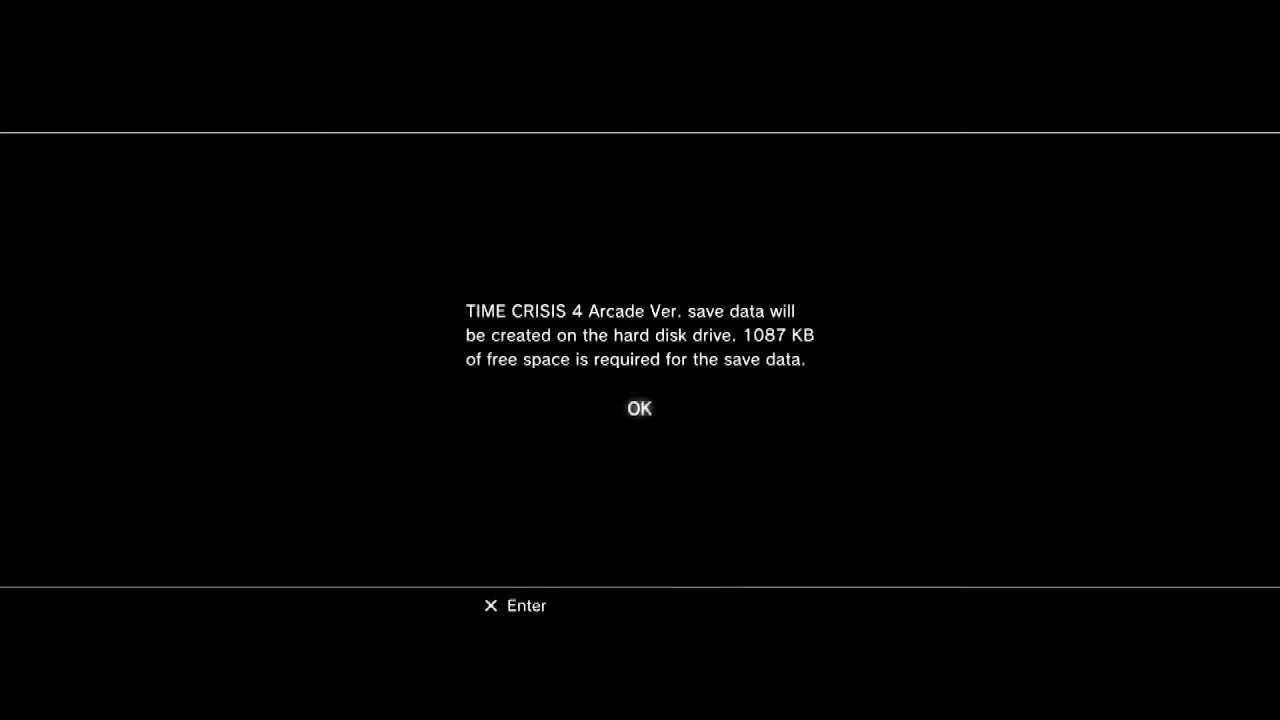 TIME CRISIS 4 Arcade Ver. save data will
be created on the hard disk drive. 1087 KB
of free space is required for the save data.
OK
✕ Enter